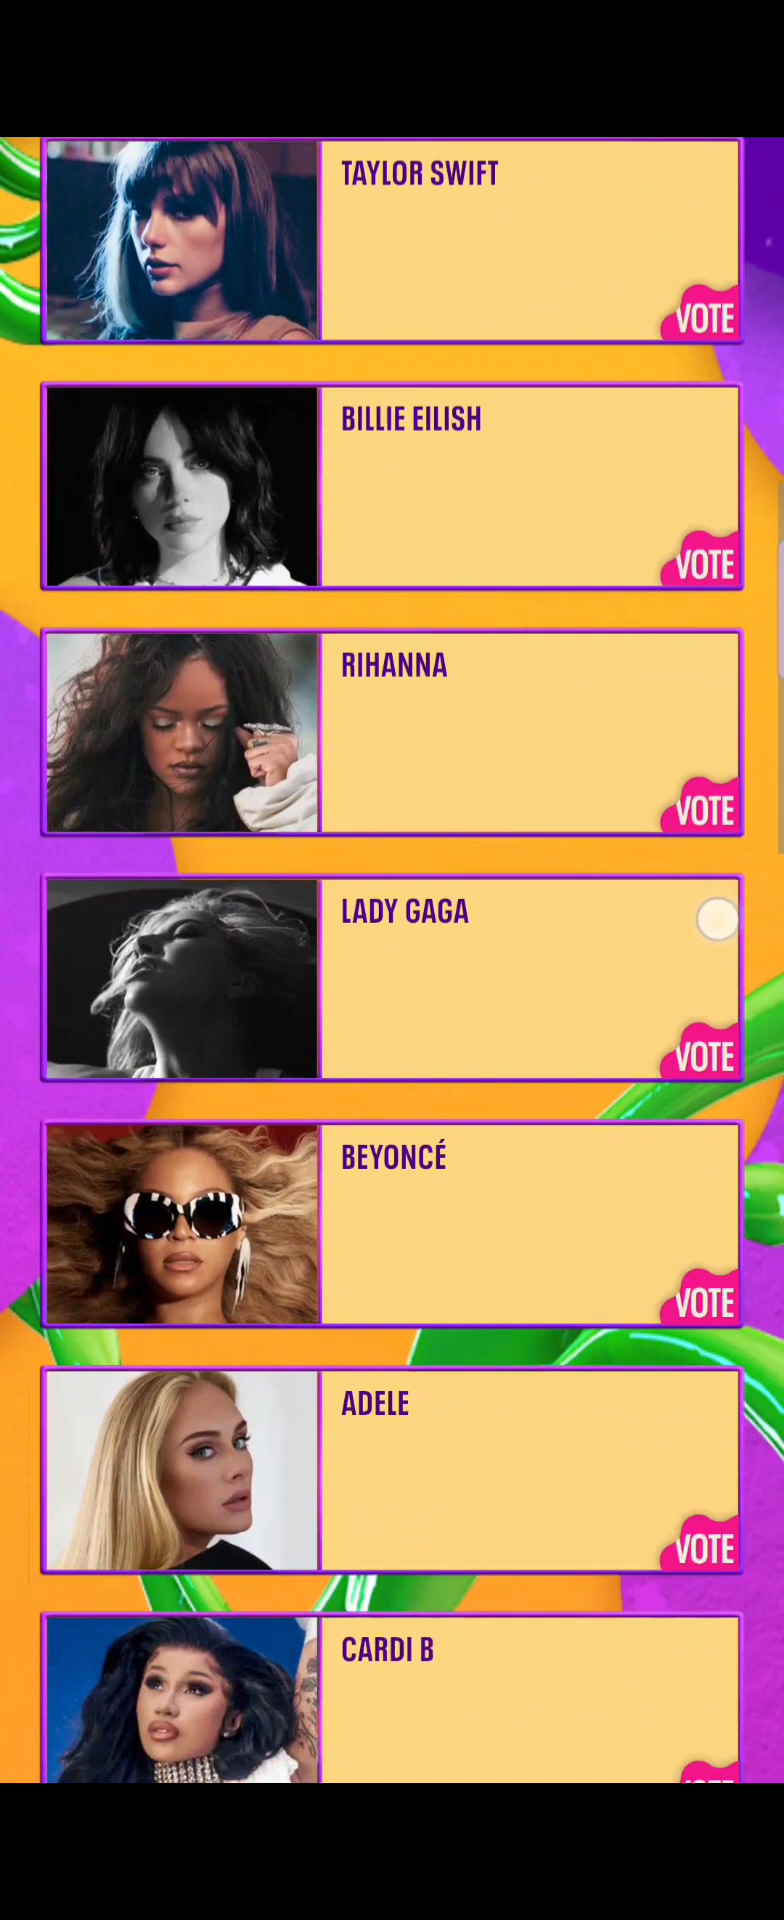 TAYLOR SWIFT
VOTE
BILLIE EILISH
VOTE
RIHANNA
VOTE
LADY GAGA
VOTE
BEYONCÉ
VOTE
ADELE
VOTE
CARDI B